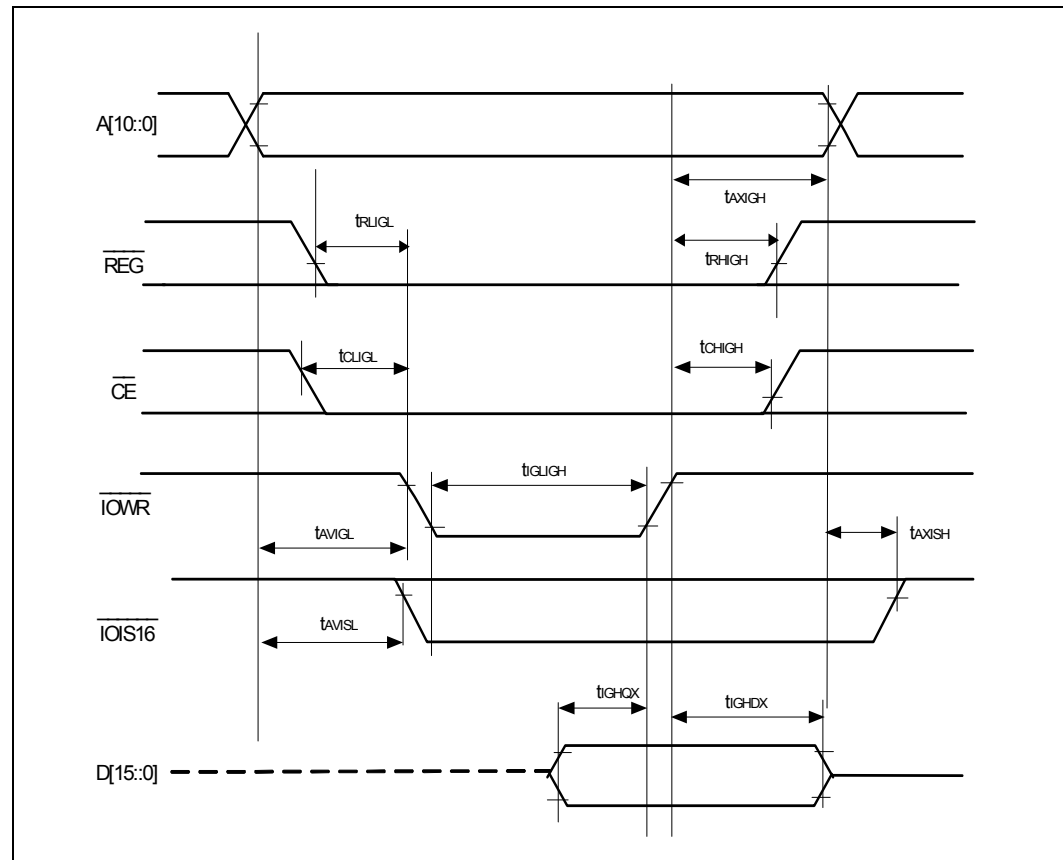 A[10::0]
tAXIGH
tRLIGL
tRHIGH
REG
tCLIGL
tCHIGH
CE
tIGLIGH
IOWR
tAVIGL
tAXISH
IOIS16
tAVISL
tIGHQX
tIGHDX
D[15::0]